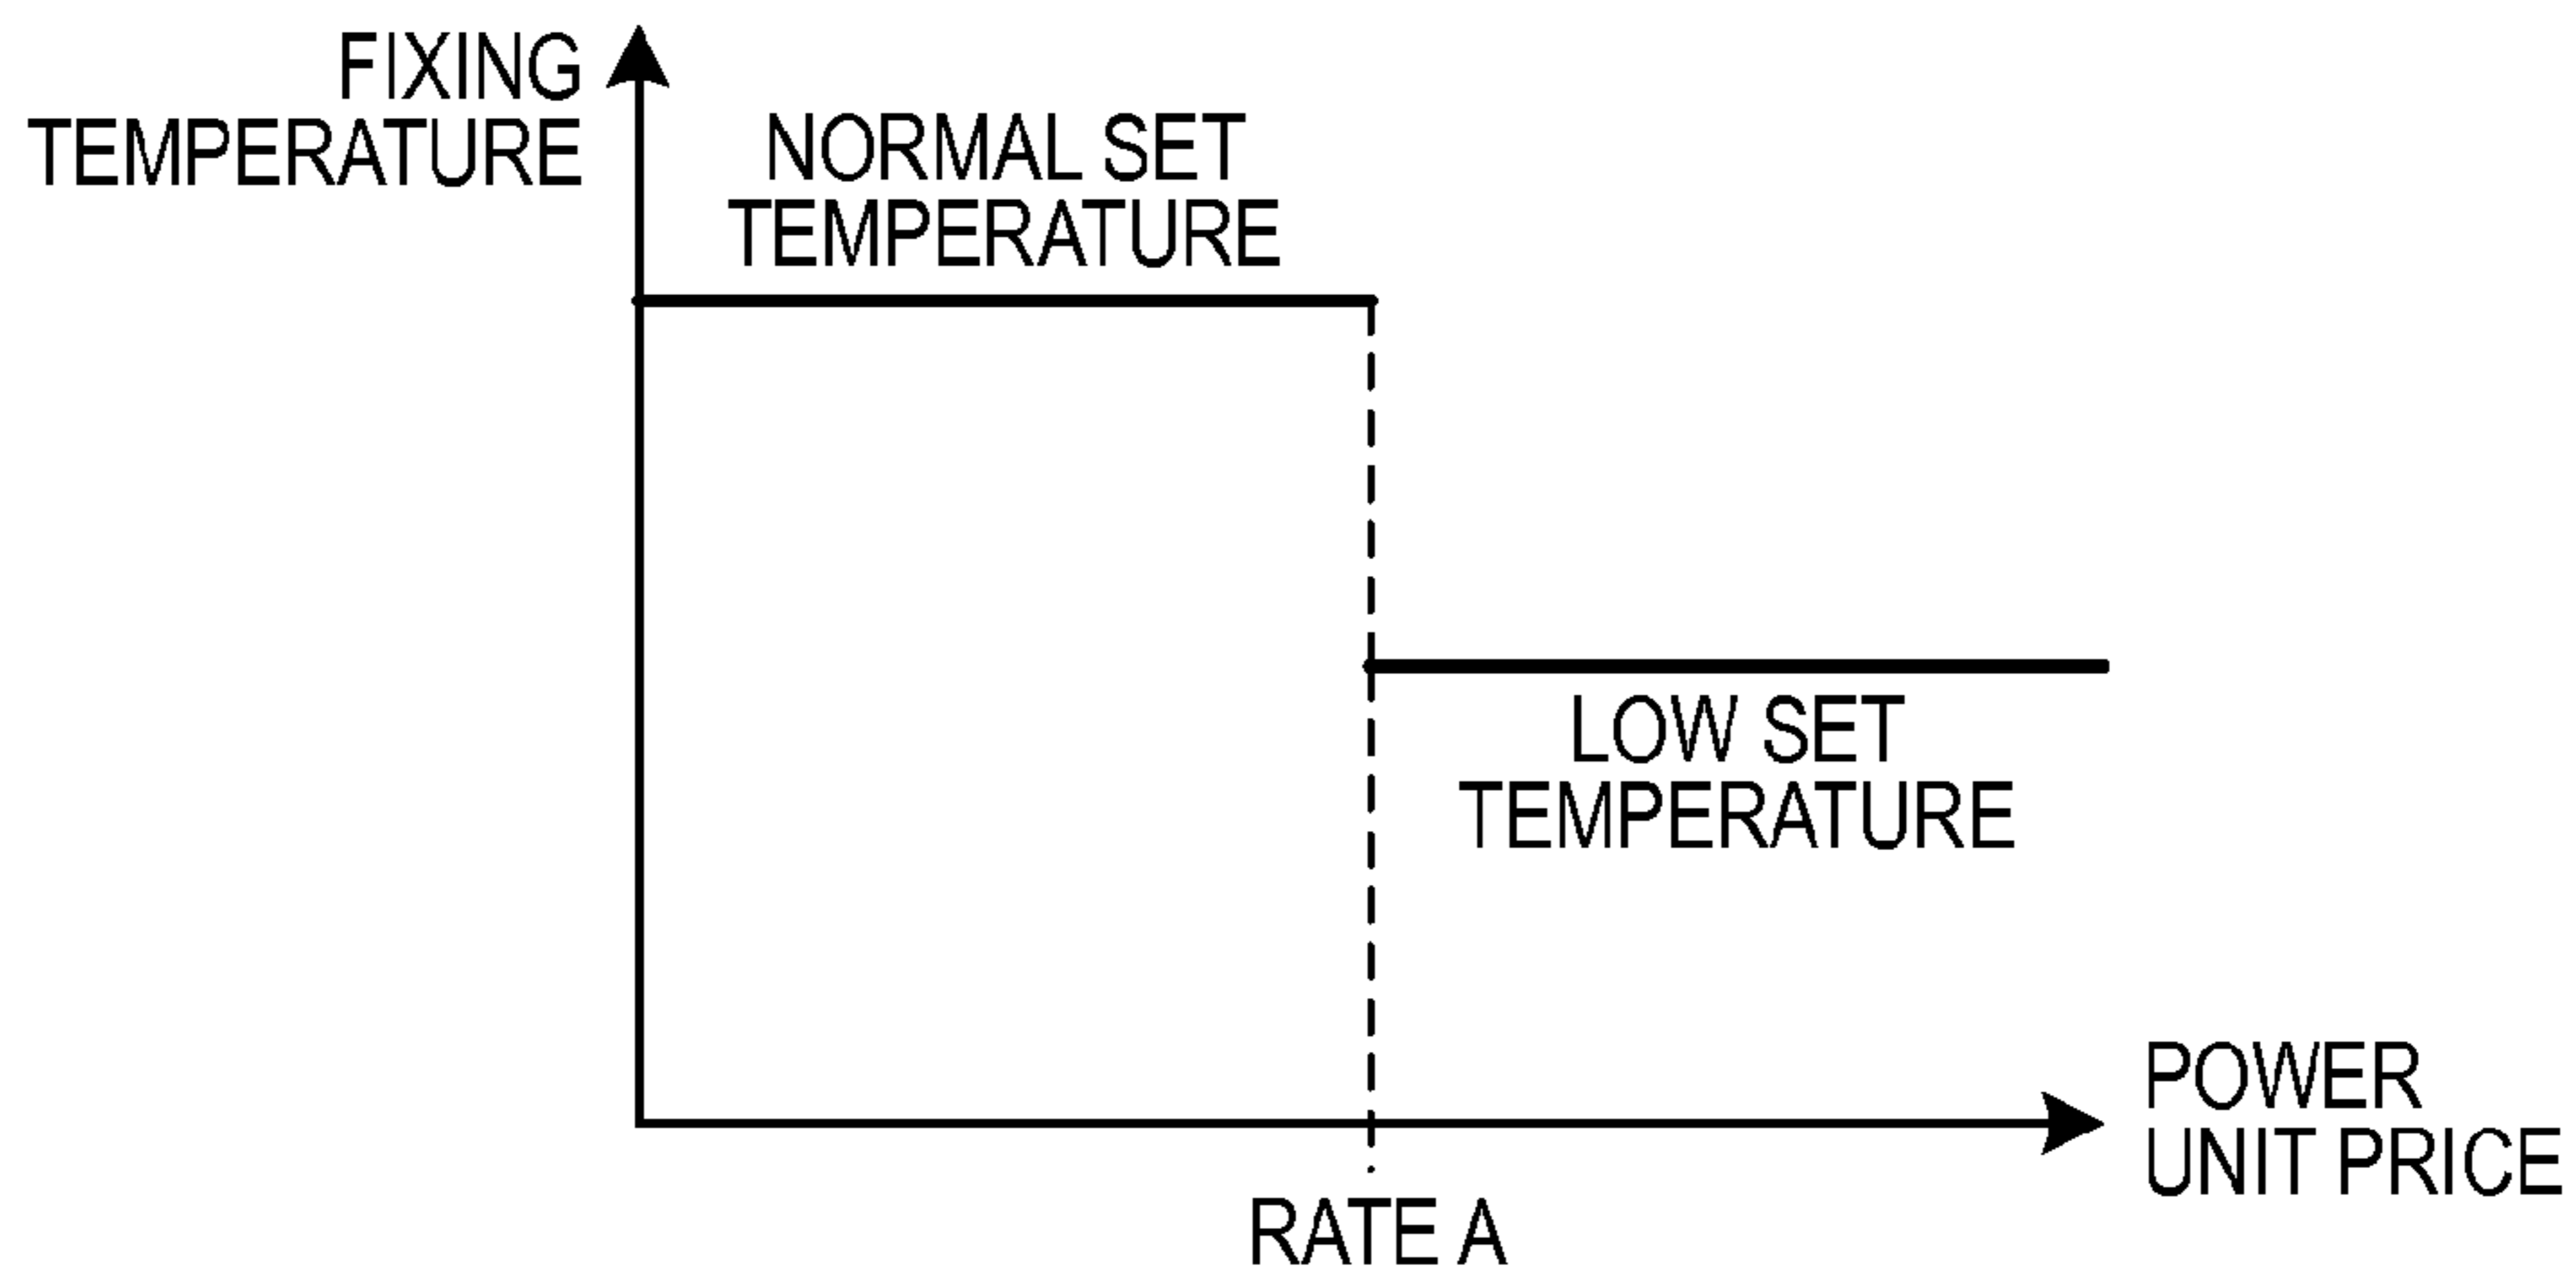 FIXING
TEMPERATURE
NORMAL SET
TEMPERATURE
LOW SET
TEMPERATURE
POWER
UNIT PRICE
RATE A